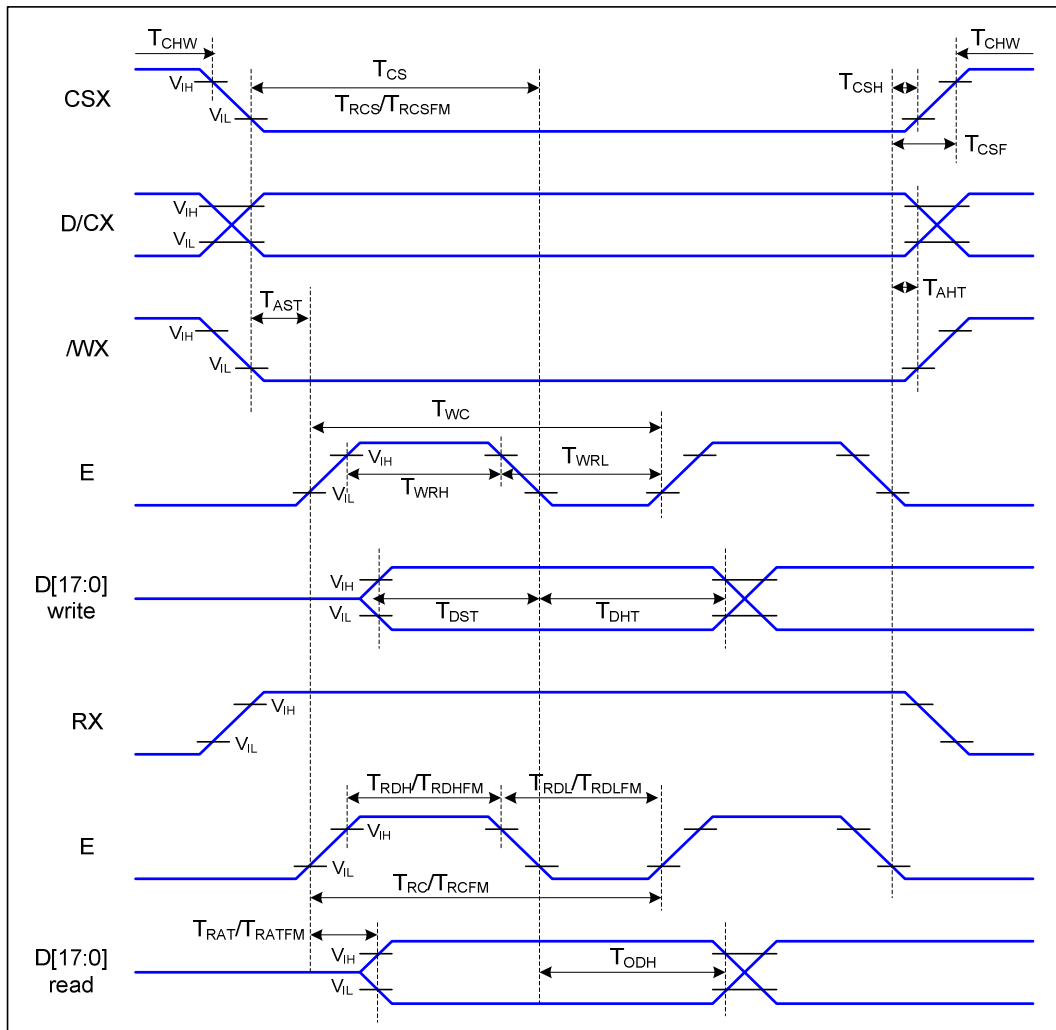 TCHW
TCHW
CSX
VIH
VIL
TCS
TRCS/TRCSFM
TCSH
TCSF
D/CX
VIH
VIL
TAST
TAHT
/WX
VIH
VIL
TWC
E
VIH
VIL
TWRH
TWRL
D[17:0]
write
VIH
VIL
TDST
TDHT
RX
VIH
VIL
TRDH/TRDHFM
TRDL/TRDLFM
E
VIH
VIL
TRC/TRCFM
TRAT/TRATFM
D[17:0]
read
VIH
VIL
TODH